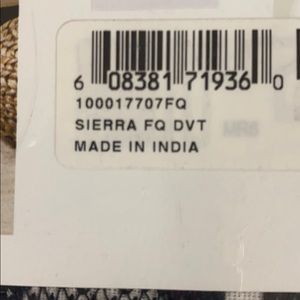 6 08381 71936 0
100017707FQ
SIERRA FQ DVT
MADE IN INDIA